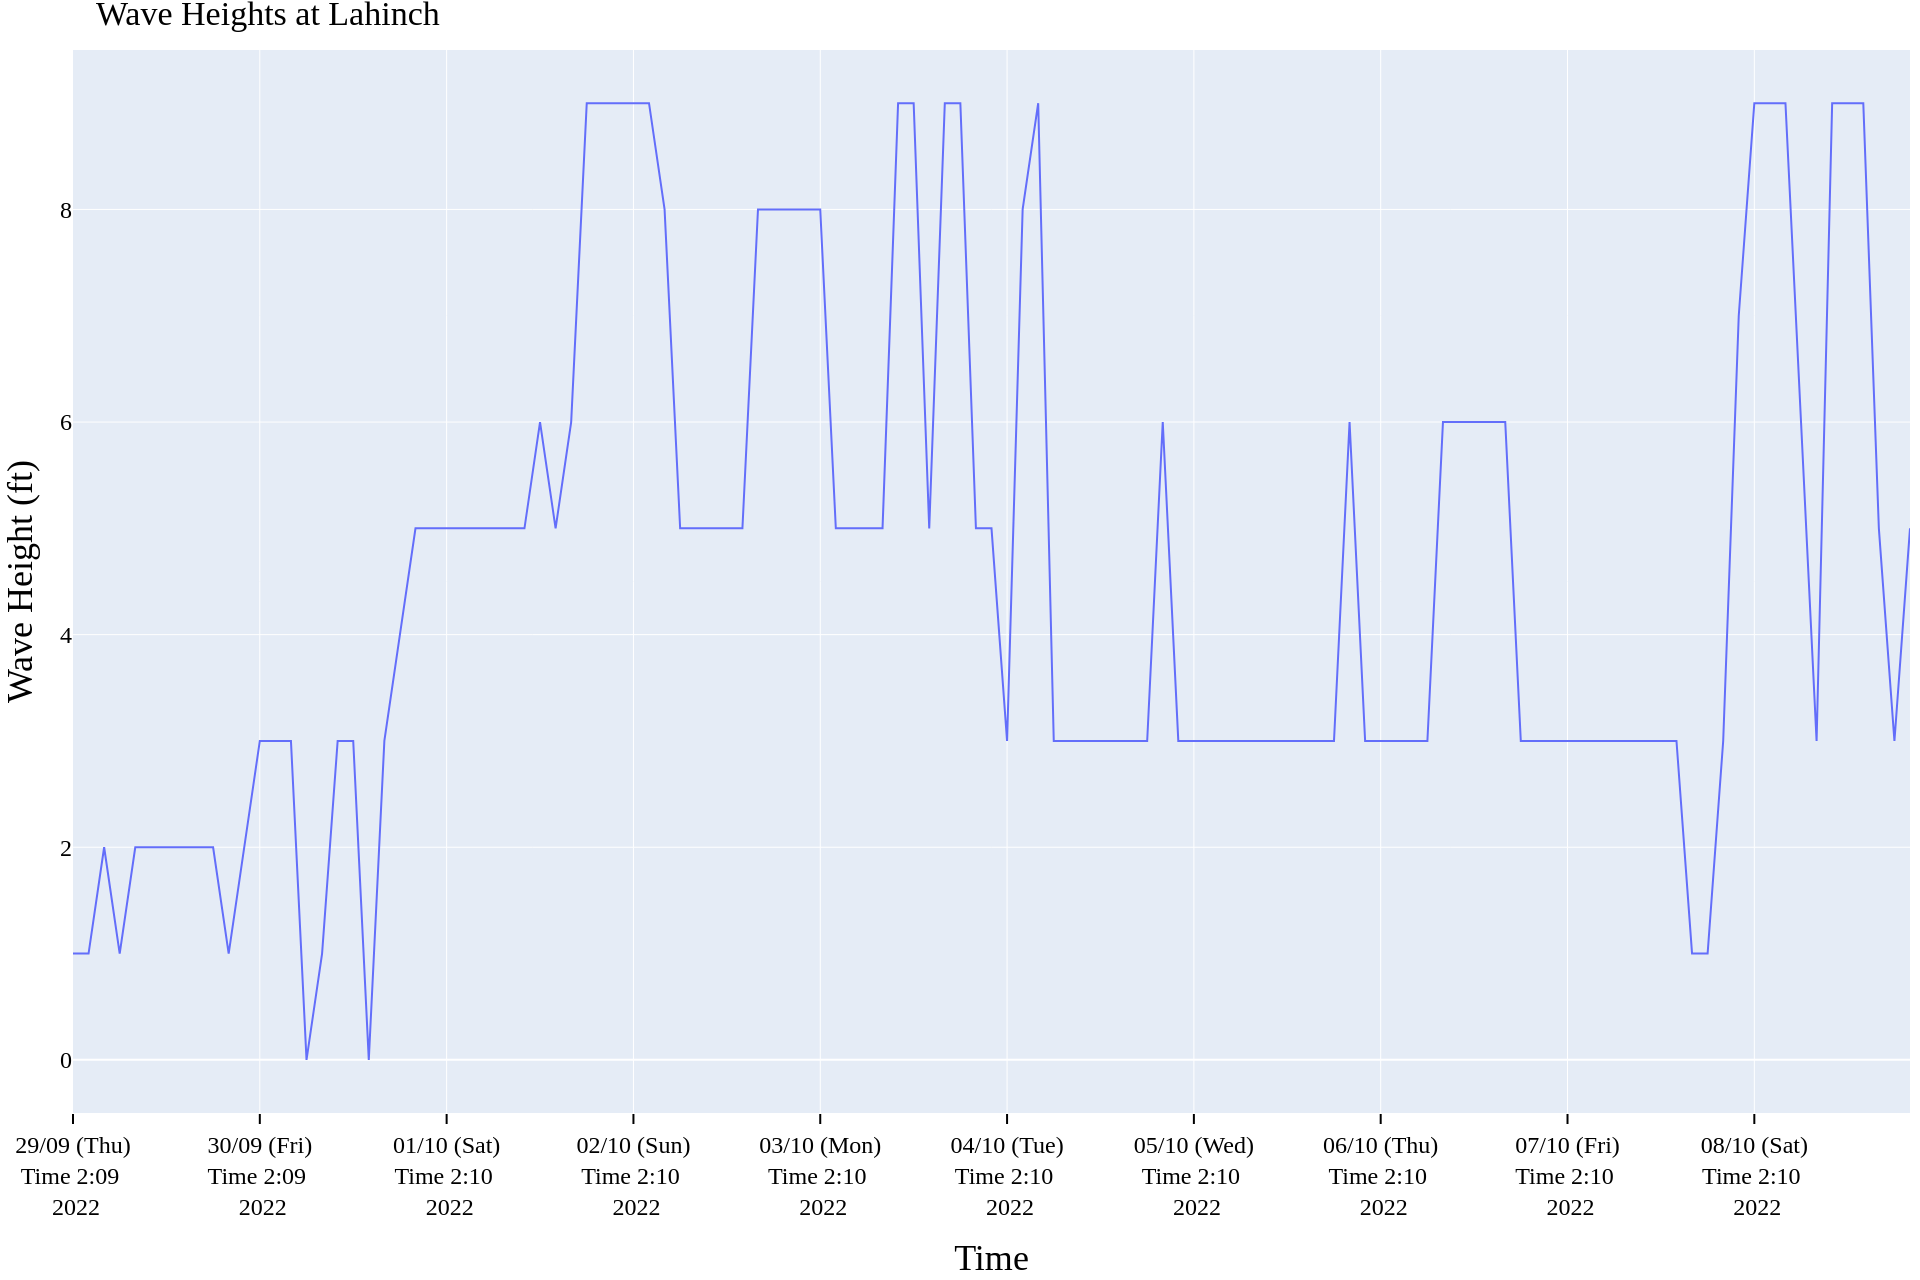 Wave Heights at Lahinch
Wave Height (ft)
8
6
4
2
0
29/09 (Thu)
Time 2:09
2022
30/09 (Fri)
Time 2:09
2022
01/10 (Sat)
Time 2:10
2022
02/10 (Sun)
Time 2:10
2022
03/10 (Mon)
Time 2:10
2022
04/10 (Tue)
Time 2:10
2022
05/10 (Wed)
Time 2:10
2022
06/10 (Thu)
Time 2:10
2022
07/10 (Fri)
Time 2:10
2022
08/10 (Sat)
Time 2:10
2022
Time